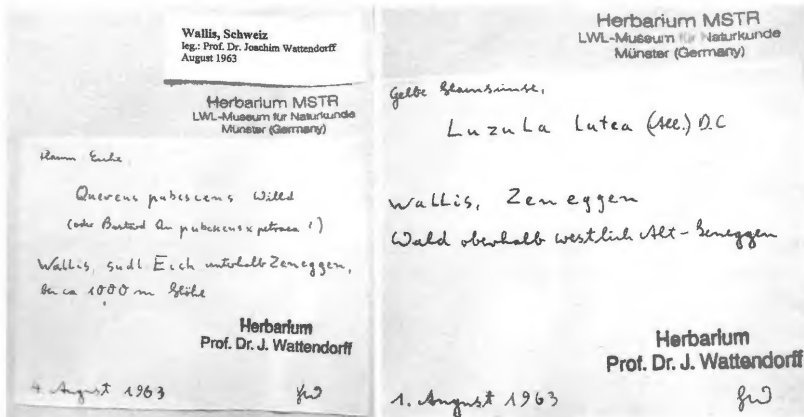 Wallis, Schweiz
leg.: Prof. Dr. Joachim Wattendorff
August 1963
Herbarium MSTR
LWL-Museum für Naturkunde
Münster (Germany)
Flaum Eiche,
Quercus pubescens Willd
(oder Bastard Qu pubescens x petraea ?)
Wallis, südl Eich unterhalb Zeneggen,
bei ca 1000 m Höhe
Herbarium
Prof. Dr. J. Wattendorff
4. August 1963
Herbarium MSTR
LWL-Museum für Naturkunde
Münster (Germany)
Gelbe Hainsimse,
Luzula lutea (All.) D.C
Wallis, Zeneggen
Wald oberhalb westlich Alt-Zeneggen
Herbarium
Prof. Dr. J. Wattendorff
1. August 1963